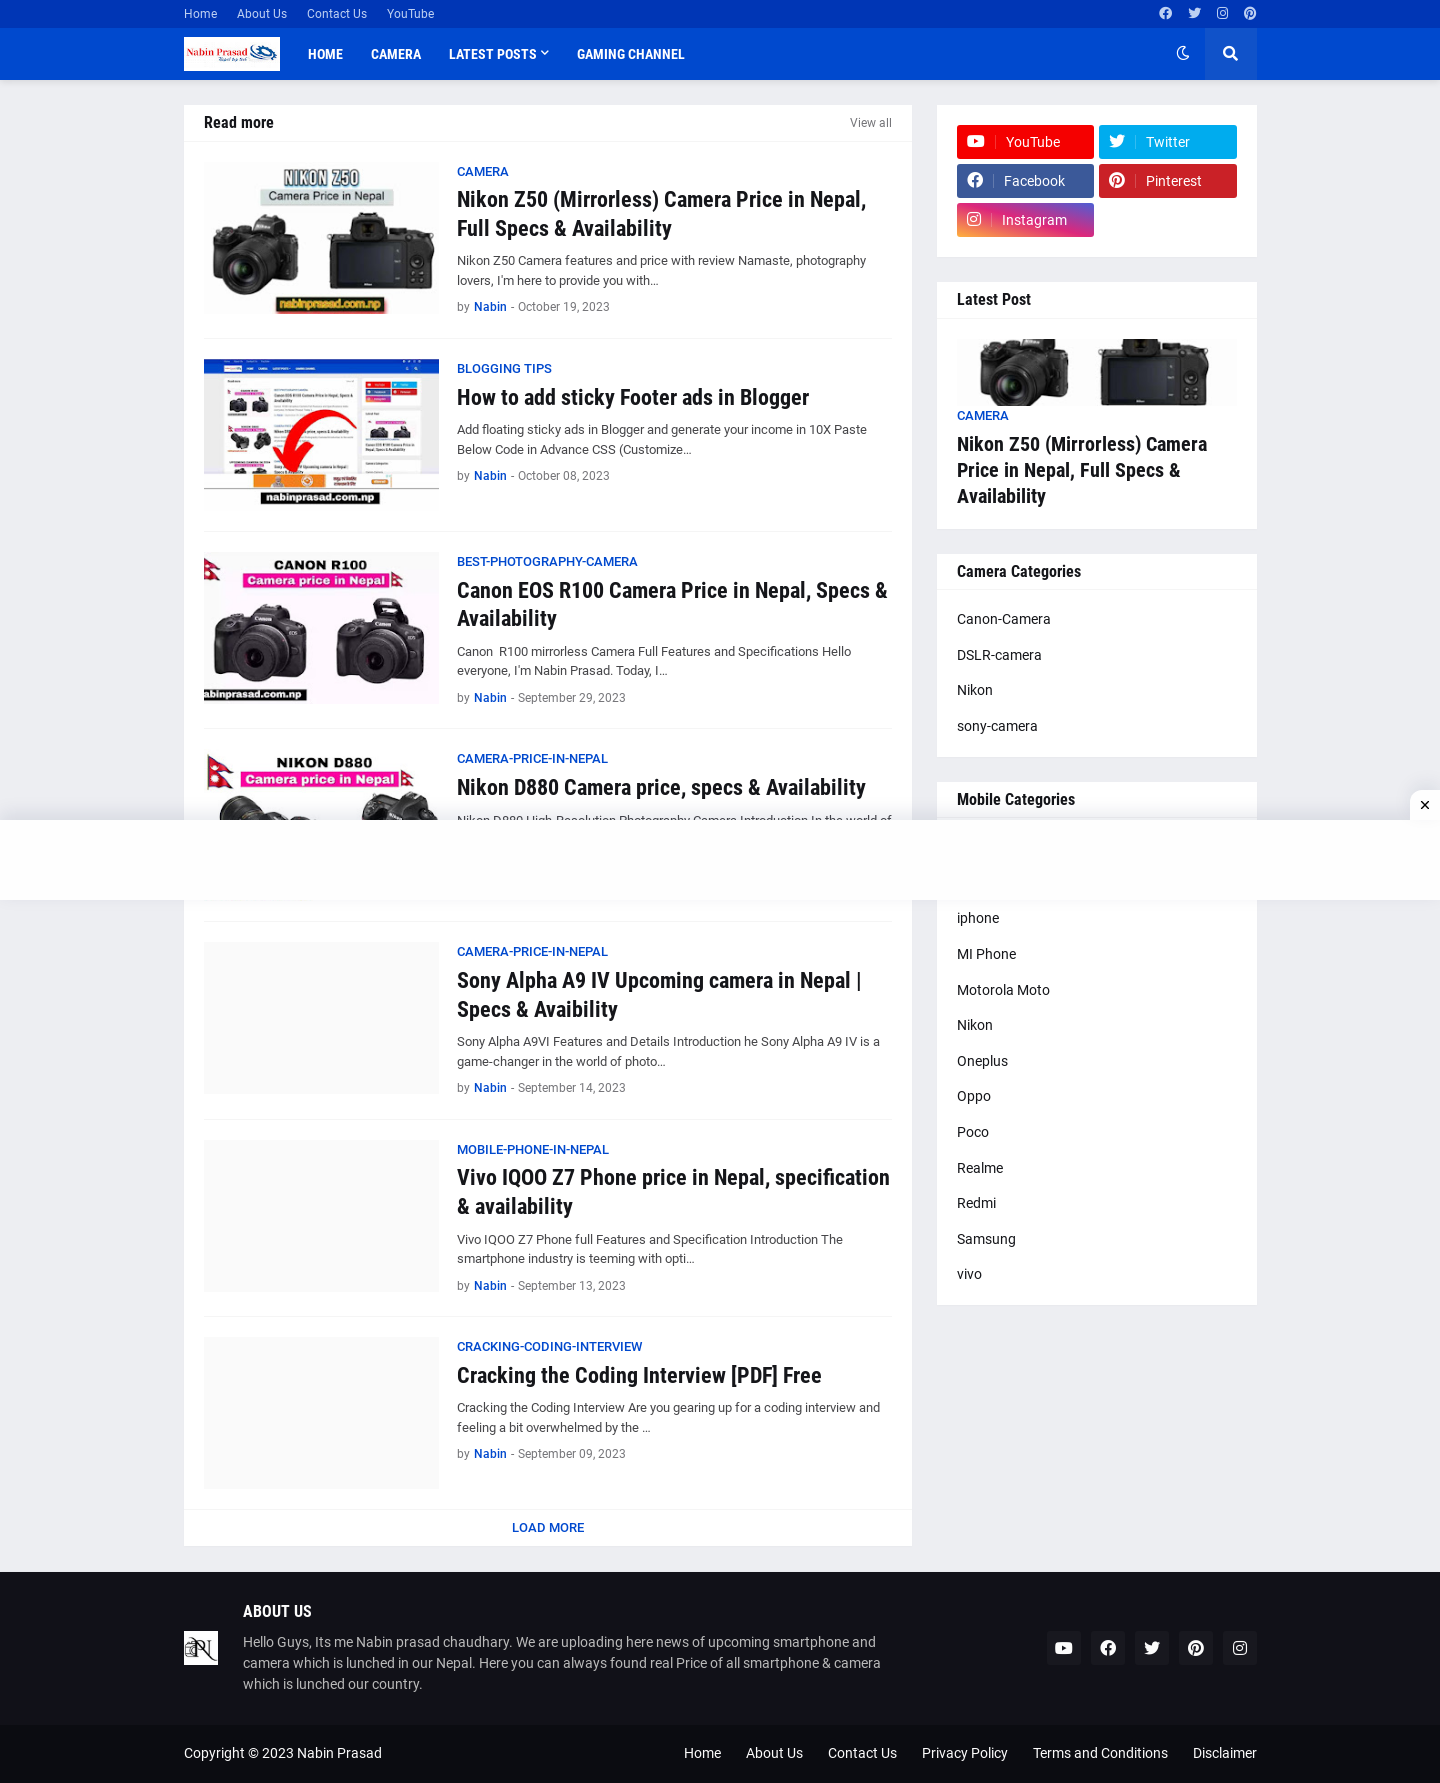 Home
About Us
Contact Us
YouTube
Nabin Prasad
HOME
CAMERA
LATEST POSTS
GAMING CHANNEL
Read more
View all
NIKON Z50
Camera Price in Nepal
nabinprasad.com.np
CAMERA
Nikon Z50 (Mirrorless) Camera Price in Nepal,
Full Specs & Availability
Nikon Z50 Camera features and price with review Namaste, photography
lovers, I'm here to provide you with…
by Nabin - October 19, 2023
nabinprasad.com.np
BLOGGING TIPS
How to add sticky Footer ads in Blogger
Add floating sticky ads in Blogger and generate your income in 10X Paste
Below Code in Advance CSS (Customize…
by Nabin - October 08, 2023
CANON R100
Camera price in Nepal
abinprasad.com.np
BEST-PHOTOGRAPHY-CAMERA
Canon EOS R100 Camera Price in Nepal, Specs &
Availability
Canon  R100 mirrorless Camera Full Features and Specifications Hello
everyone, I'm Nabin Prasad. Today, I…
by Nabin - September 29, 2023
NIKON D880
Camera price in Nepal
CAMERA-PRICE-IN-NEPAL
Nikon D880 Camera price, specs & Availability
Nikon D880 High-Resolution Photography Camera Introduction In the world of
CAMERA-PRICE-IN-NEPAL
Sony Alpha A9 IV Upcoming camera in Nepal |
Specs & Avaibility
Sony Alpha A9VI Features and Details Introduction he Sony Alpha A9 IV is a
game-changer in the world of photo…
by Nabin - September 14, 2023
MOBILE-PHONE-IN-NEPAL
Vivo IQOO Z7 Phone price in Nepal, specification
& availability
Vivo IQOO Z7 Phone full Features and Specification Introduction The
smartphone industry is teeming with opti…
by Nabin - September 13, 2023
CRACKING-CODING-INTERVIEW
Cracking the Coding Interview [PDF] Free
Cracking the Coding Interview Are you gearing up for a coding interview and
feeling a bit overwhelmed by the …
by Nabin - September 09, 2023
LOAD MORE
YouTube
Twitter
Facebook
Pinterest
Instagram
Latest Post
CAMERA
Nikon Z50 (Mirrorless) Camera
Price in Nepal, Full Specs &
Availability
Camera Categories
Canon-Camera
DSLR-camera
Nikon
sony-camera
Mobile Categories
iphone
MI Phone
Motorola Moto
Nikon
Oneplus
Oppo
Poco
Realme
Redmi
Samsung
vivo
ABOUT US
Hello Guys, Its me Nabin prasad chaudhary. We are uploading here news of upcoming smartphone and
camera which is lunched in our Nepal. Here you can always found real Price of all smartphone & camera
which is lunched our country.
Copyright © 2023 Nabin Prasad
Home
About Us
Contact Us
Privacy Policy
Terms and Conditions
Disclaimer